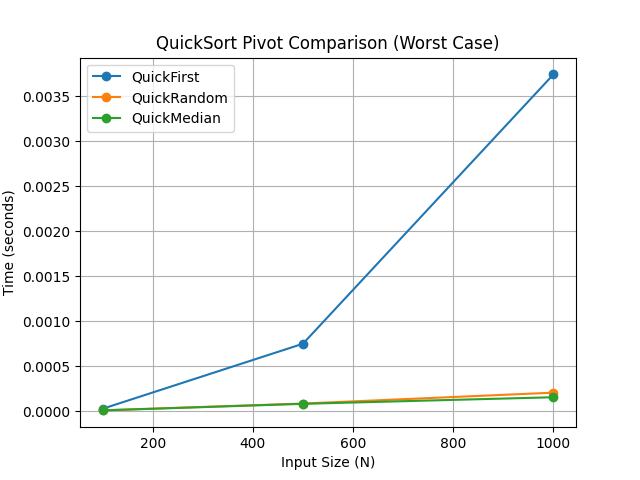 QuickSort Pivot Comparison (Worst Case)
QuickFirst
QuickRandom
QuickMedian
Time (seconds)
0.0035
0.0030
0.0025
0.0020
0.0015
0.0010
0.0005
0.0000
200 400 600 800 1000
Input Size (N)